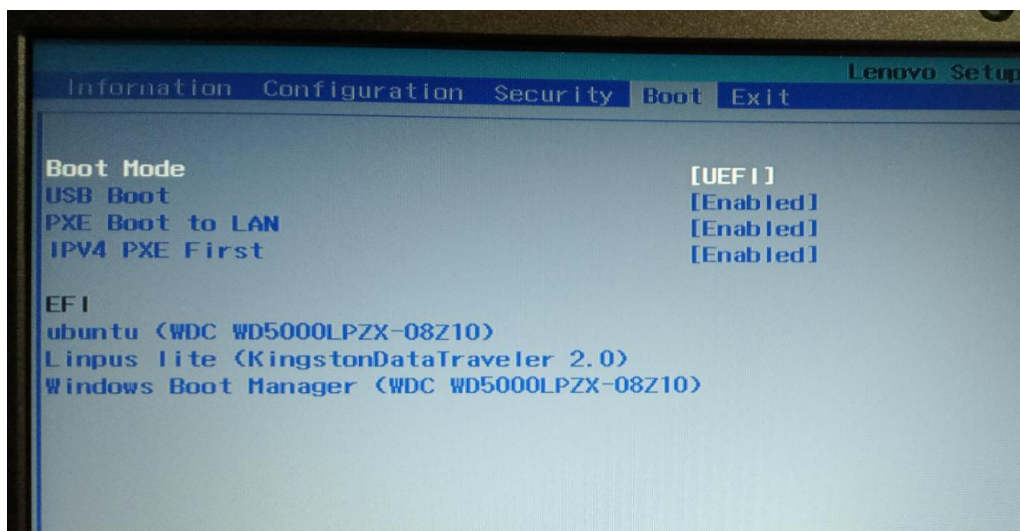 Lenovo Setup
Information Configuration Security Boot Exit
Boot Mode [UEFI]
USB Boot [Enabled]
PXE Boot to LAN [Enabled]
IPV4 PXE First [Enabled]
EFI
ubuntu (WDC WD5000LPZX-08Z10)
Linpus lite (KingstonDataTraveler 2.0)
Windows Boot Manager (WDC WD5000LPZX-08Z10)